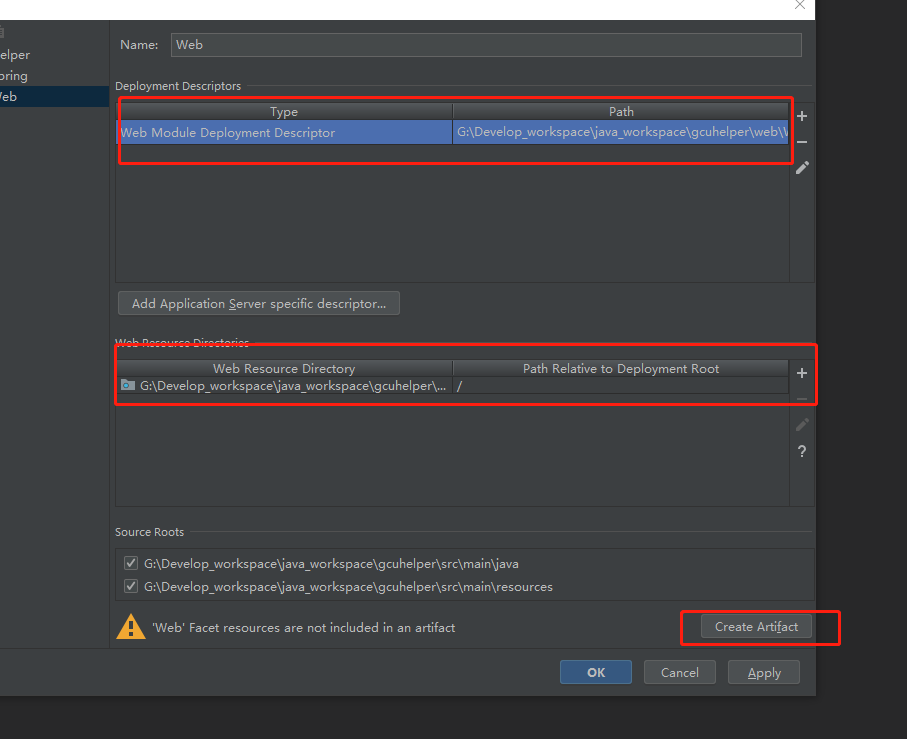 elper
Name: Web
oring
eb
Deployment Descriptors
Type Path
Web Module Deployment Descriptor G:\Develop_workspace\java_workspace\gcuhelper\web\
Add Application Server specific descriptor...
Web Resource Directories
Web Resource Directory Path Relative to Deployment Root
G:\Develop_workspace\java_workspace\gcuhelper\... /
?
Source Roots
G:\Develop_workspace\java_workspace\gcuhelper\src\main\java
G:\Develop_workspace\java_workspace\gcuhelper\src\main\resources
'Web' Facet resources are not included in an artifact Create Artifact
OK Cancel Apply